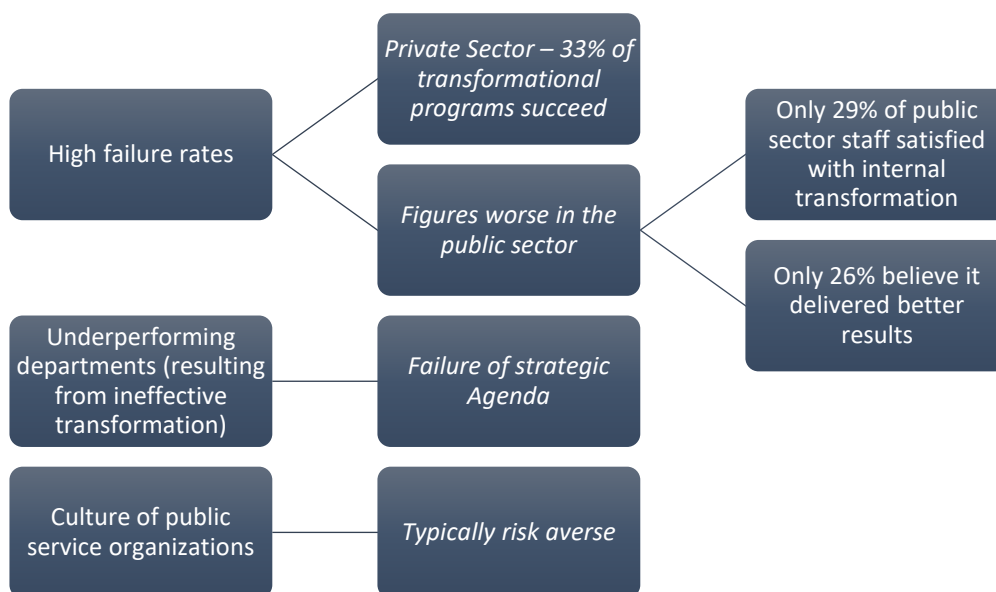 Private Sector – 33% of
transformational
programs succeed
High failure rates
Only 29% of public
sector staff satisfied
with internal
transformation
Figures worse in the
public sector
Only 26% believe it
delivered better
results
Underperforming
departments (resulting
from ineffective
transformation)
Failure of strategic
Agenda
Culture of public
service organizations
Typically risk averse